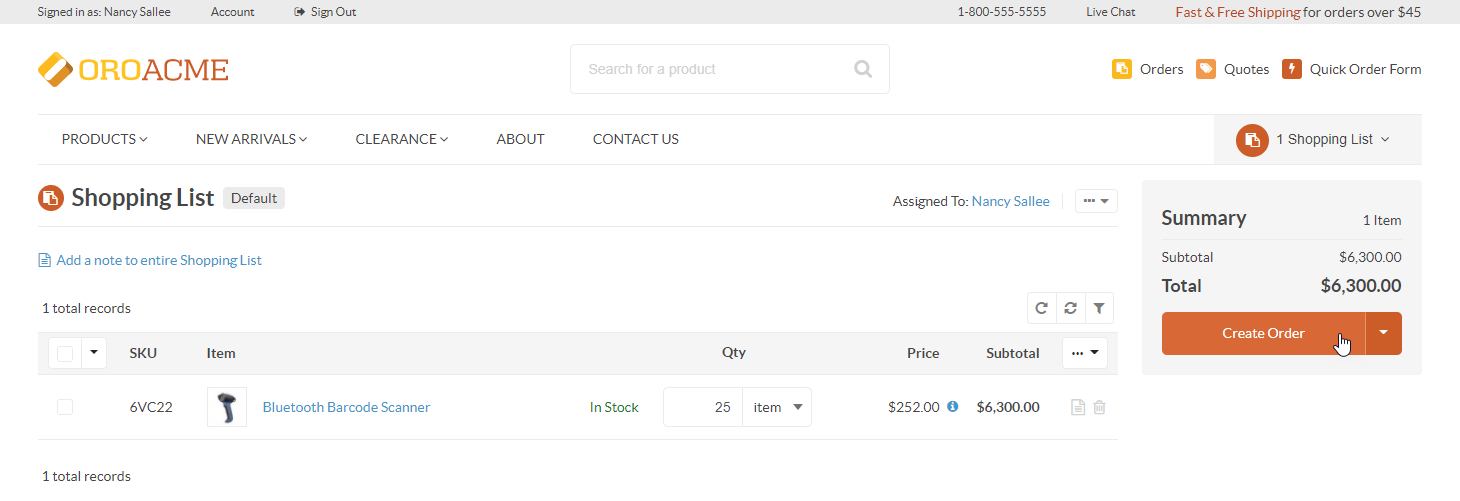 Signed in as: Nancy Sallee Account Sign Out 1-800-555-5555 Live Chat Fast & Free Shipping for orders over $45
OROACME Search for a product Orders Quotes Quick Order Form
PRODUCTS NEW ARRIVALS CLEARANCE ABOUT CONTACT US 1 Shopping List
Shopping List Default Assigned To: Nancy Sallee ...
Summary 1 Item
Add a note to entire Shopping List
Subtotal $6,300.00
Total $6,300.00
1 total records
Create Order
SKU Item Qty Price Subtotal ...
6VC22 Bluetooth Barcode Scanner In Stock 25 item $252.00 $6,300.00
1 total records